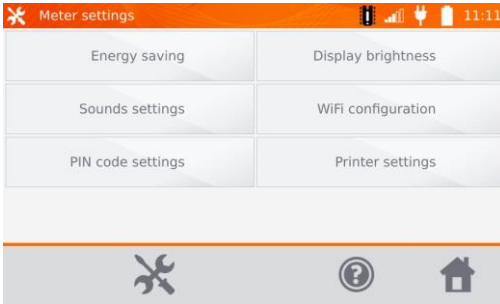 Meter settings 11:11
Energy saving Display brightness
Sounds settings WiFi configuration
PIN code settings Printer settings
?